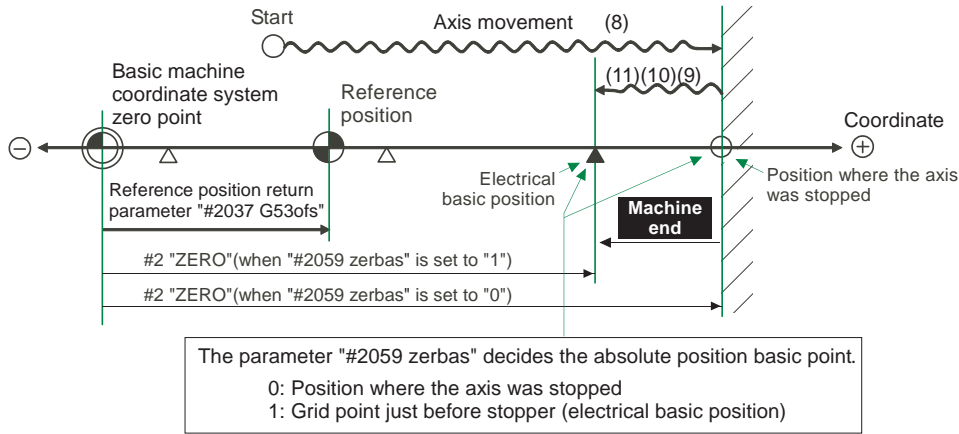 Start
Axis movement (8)
(11)(10)(9)
Basic machine
coordinate system
zero point
Reference
position
Coordinate
Electrical
basic position
Position where the axis
was stopped
Reference position return
parameter "#2037 G53ofs"
Machine
end
#2 "ZERO"(when "#2059 zerbas" is set to "1")
#2 "ZERO"(when "#2059 zerbas" is set to "0")
The parameter "#2059 zerbas" decides the absolute position basic point.
0: Position where the axis was stopped
1: Grid point just before stopper (electrical basic position)